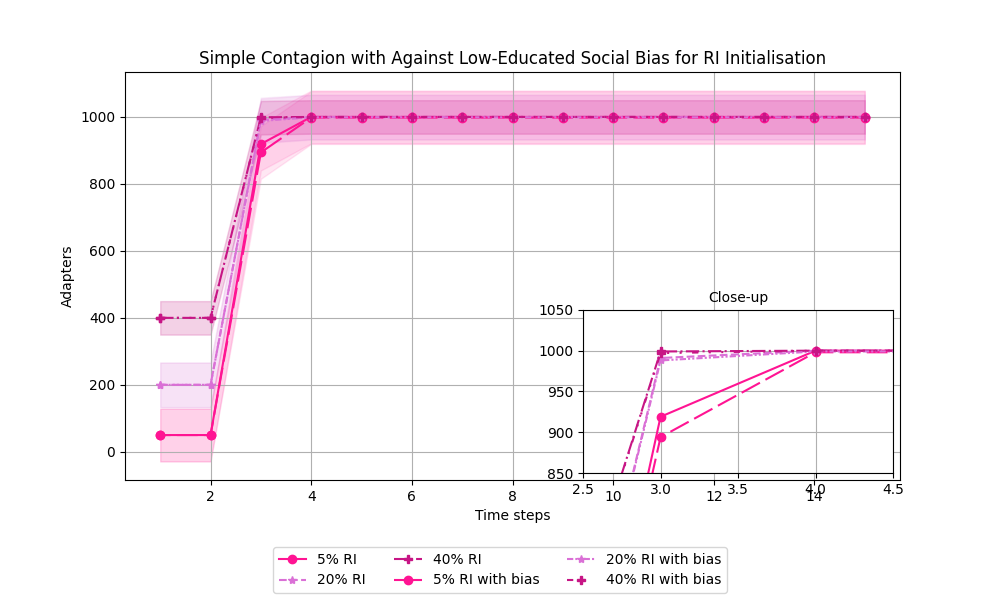 Simple Contagion with Against Low-Educated Social Bias for RI Initialisation
Adapters
1000
800
600
400
200
0
2 4 6 8 10 12 14
Time steps
Close-up
1050
1000
950
900
850
2.5 3.0 3.5 4.0 4.5
5% RI 40% RI 20% RI with bias
20% RI 5% RI with bias 40% RI with bias